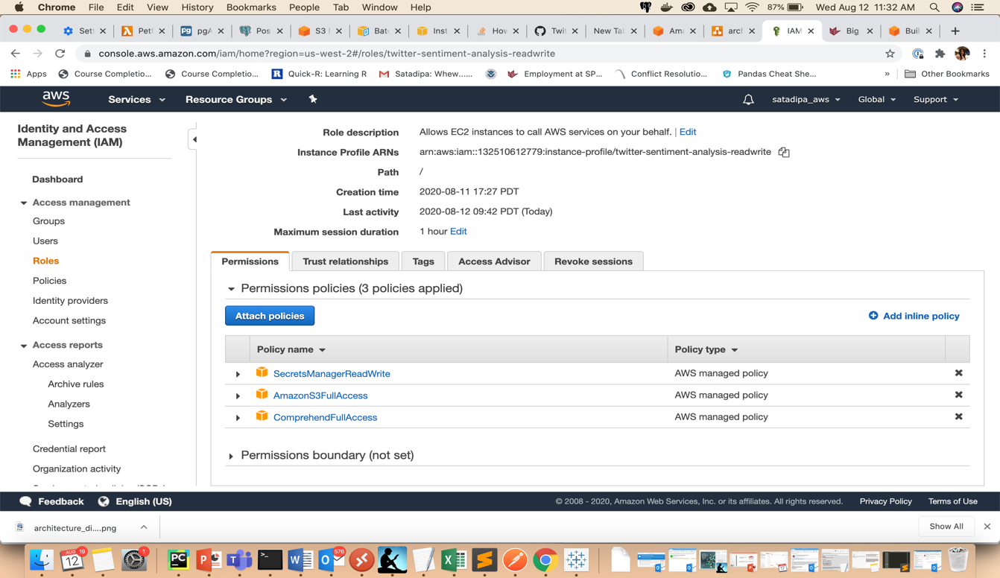 Chrome File Edit View History Bookmarks People Tab Window Help 87% Wed Aug 12 11:32 AM
Sett Pett pgA Pos S3 M Bate Inst How Twit New Tab Ama arch IAM Big Buil
console.aws.amazon.com/iam/home?region=us-west-2#/roles/twitter-sentiment-analysis-readwrite
Apps Course Completio... Course Completio... Quick-R: Learning R Satadipa: Whew...... Employment at SP... Conflict Resolutio... Pandas Cheat She... » Other Bookmarks
aws Services Resource Groups satadipa_aws Global Support
Identity and Access
Management (IAM)
Dashboard
Access management
Groups
Users
Roles
Policies
Identity providers
Account settings
Access reports
Access analyzer
Archive rules
Analyzers
Settings
Credential report
Organization activity
Role description Allows EC2 instances to call AWS services on your behalf. | Edit
Instance Profile ARNs arn:aws:iam::132510612779:instance-profile/twitter-sentiment-analysis-readwrite
Path /
Creation time 2020-08-11 17:27 PDT
Last activity 2020-08-12 09:42 PDT (Today)
Maximum session duration 1 hour Edit
Permissions Trust relationships Tags Access Advisor Revoke sessions
Permissions policies (3 policies applied)
Attach policies Add inline policy
Policy name Policy type
SecretsManagerReadWrite AWS managed policy
AmazonS3FullAccess AWS managed policy
ComprehendFullAccess AWS managed policy
Permissions boundary (not set)
Feedback English (US) © 2008 - 2020, Amazon Web Services, Inc. or its affiliates. All rights reserved. Privacy Policy Terms of Use
architecture_di....png Show All
AUG 12 19 1 PC 576